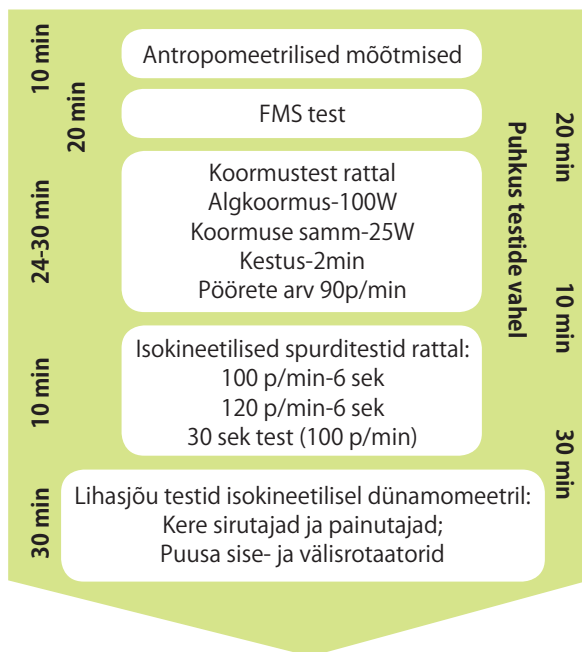 10 min
Antropomeetrilised mõõtmised
20 min
FMS test
20 min
Puhkus testide vahel
24-30 min
Koormustest rattal
Algkoormus-100W
Koormuse samm-25W
Kestus-2min
Pöörete arv 90p/min
10 min
10 min
Isokineetilised spurditestid rattal:
100 p/min-6 sek
120 p/min-6 sek
30 sek test (100 p/min)
30 min
30 min
Lihasjõu testid isokineetilisel dünamomeetril:
Kere sirutajad ja painutajad;
Puusa sise- ja välisrotaatorid